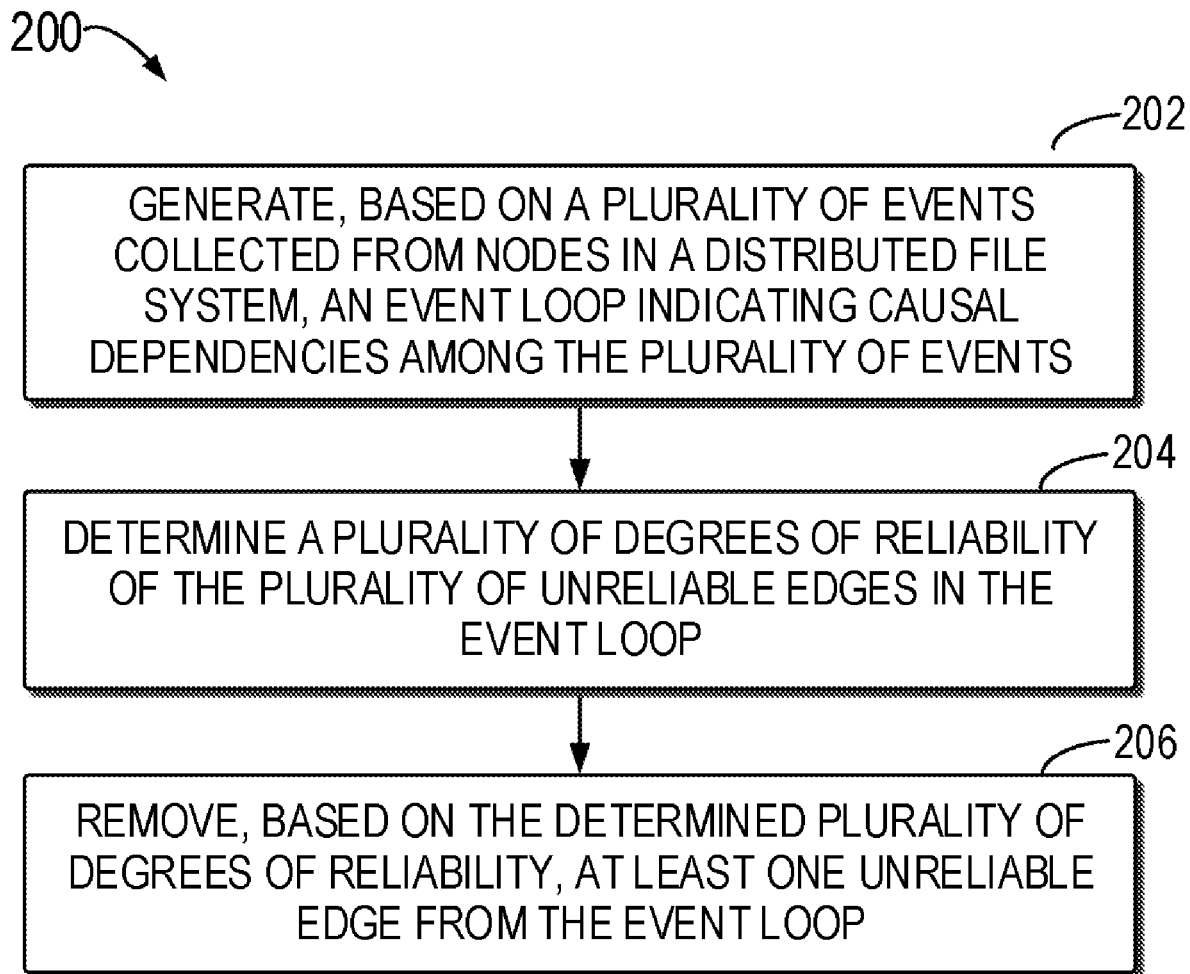 200
202
GENERATE, BASED ON A PLURALITY OF EVENTS
COLLECTED FROM NODES IN A DISTRIBUTED FILE
SYSTEM, AN EVENT LOOP INDICATING CAUSAL
DEPENDENCIES AMONG THE PLURALITY OF EVENTS
204
DETERMINE A PLURALITY OF DEGREES OF RELIABILITY
OF THE PLURALITY OF UNRELIABLE EDGES IN THE
EVENT LOOP
206
REMOVE, BASED ON THE DETERMINED PLURALITY OF
DEGREES OF RELIABILITY, AT LEAST ONE UNRELIABLE
EDGE FROM THE EVENT LOOP